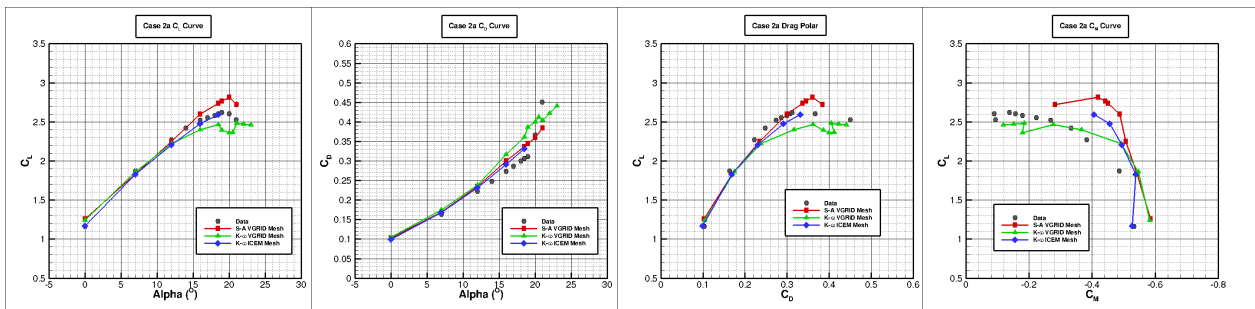 Case 2a C_L Curve
3.5
3
2.5
2
1.5
1
0.5
C_L
-5 0 5 10 15 20 25 30
Alpha (°)
Data
S-A VGRID Mesh
K-ω VGRID Mesh
K-ω ICEM Mesh
Case 2a C_D Curve
0.6
0.55
0.5
0.45
0.4
0.35
0.3
0.25
0.2
0.15
0.1
0.05
0
C_D
-5 0 5 10 15 20 25 30
Alpha (°)
Data
S-A VGRID Mesh
K-ω VGRID Mesh
K-ω ICEM Mesh
Case 2a Drag Polar
3.5
3
2.5
2
1.5
1
0.5
C_L
0 0.1 0.2 0.3 0.4 0.5 0.6
C_D
Data
S-A VGRID Mesh
K-ω VGRID Mesh
K-ω ICEM Mesh
Case 2a C_M Curve
3.5
3
2.5
2
1.5
1
0.5
C_L
0 -0.2 -0.4 -0.6 -0.8
C_M
Data
S-A VGRID Mesh
K-ω VGRID Mesh
K-ω ICEM Mesh